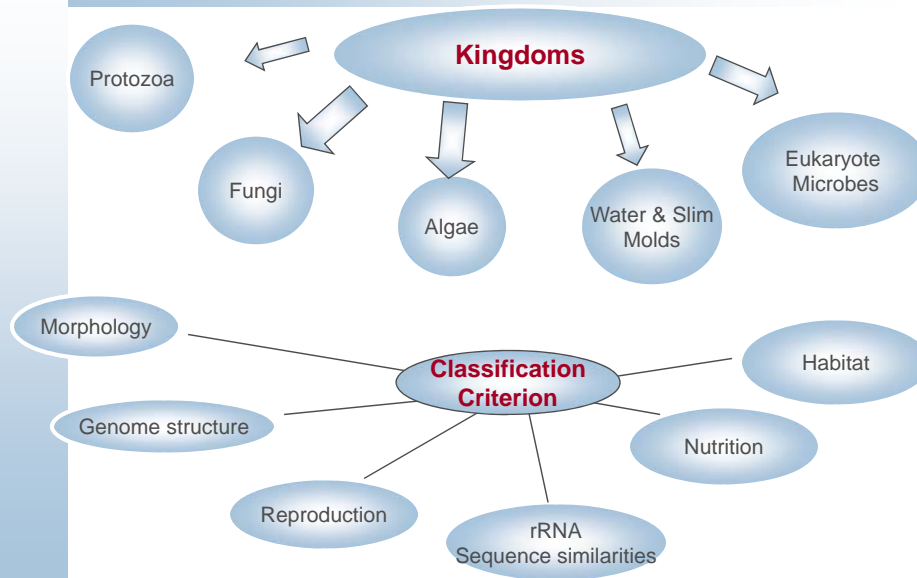 Kingdoms
Protozoa
Fungi
Algae
Water & Slim
Molds
Eukaryote
Microbes
Classification
Criterion
Morphology
Genome structure
Reproduction
rRNA
Sequence similarities
Nutrition
Habitat